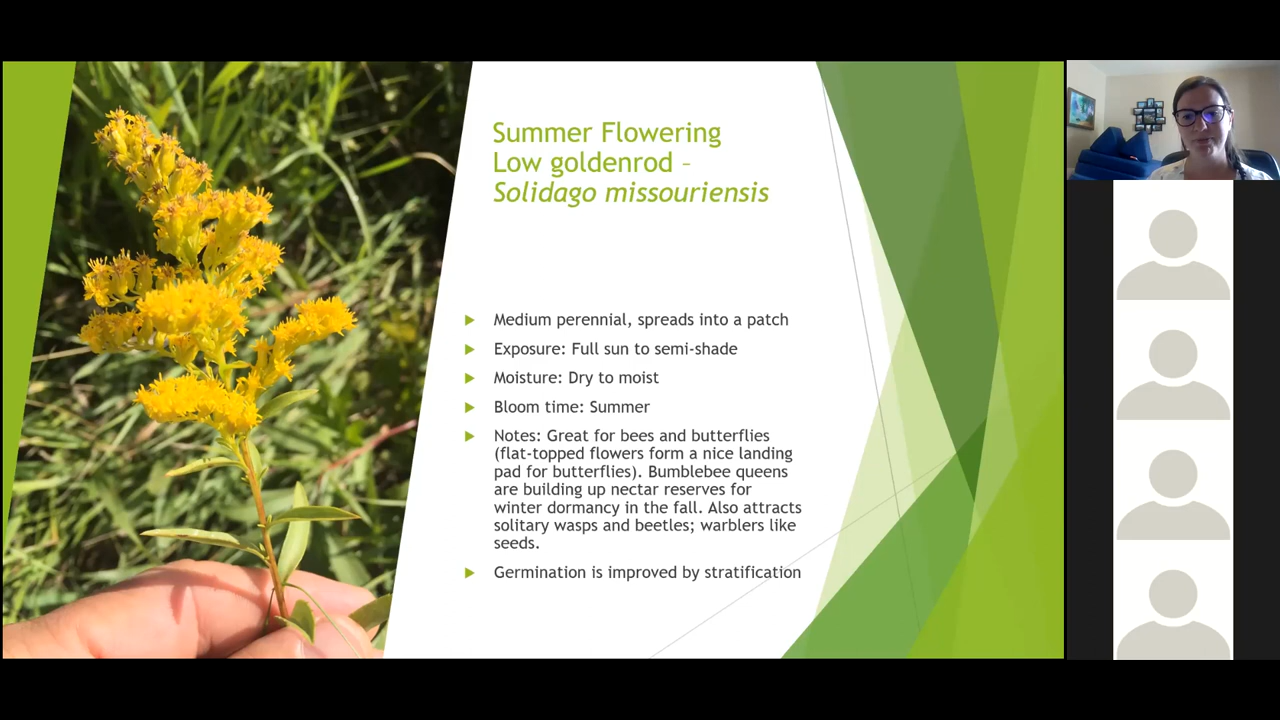 Summer Flowering
Low goldenrod –
Solidago missouriensis
Medium perennial, spreads into a patch
Exposure: Full sun to semi-shade
Moisture: Dry to moist
Bloom time: Summer
Notes: Great for bees and butterflies
(flat-topped flowers form a nice landing
pad for butterflies). Bumblebee queens
are building up nectar reserves for
winter dormancy in the fall. Also attracts
solitary wasps and beetles; warblers like
seeds.
Germination is improved by stratification